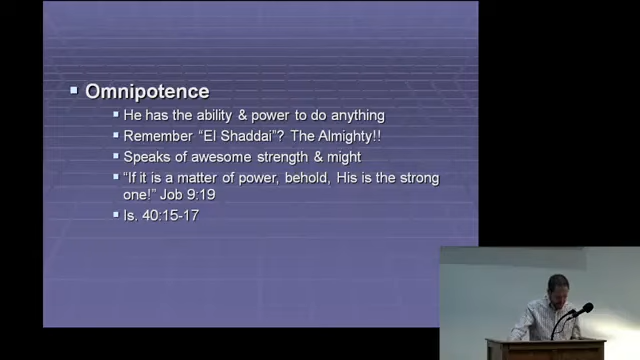 Omnipotence
He has the ability & power to do anything
Remember "El Shaddai"? The Almighty!!
Speaks of awesome strength & might
"If it is a matter of power, behold, His is the strong
one!" Job 9:19
Is. 40:15-17